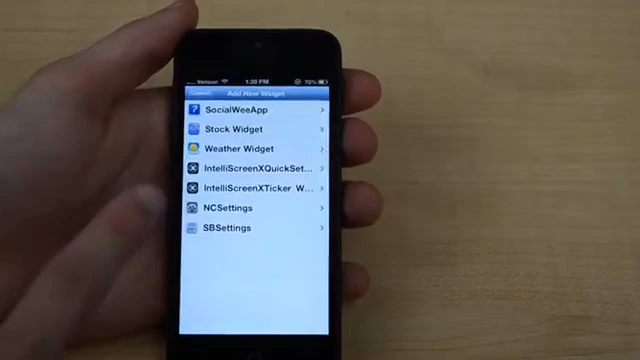 Verizon 1:39 PM 70%
Cancel Add New Widget
SocialWeeApp
Stock Widget
Weather Widget
IntelliScreenXQuickSet...
IntelliScreenXTicker W...
NCSettings
SBSettings